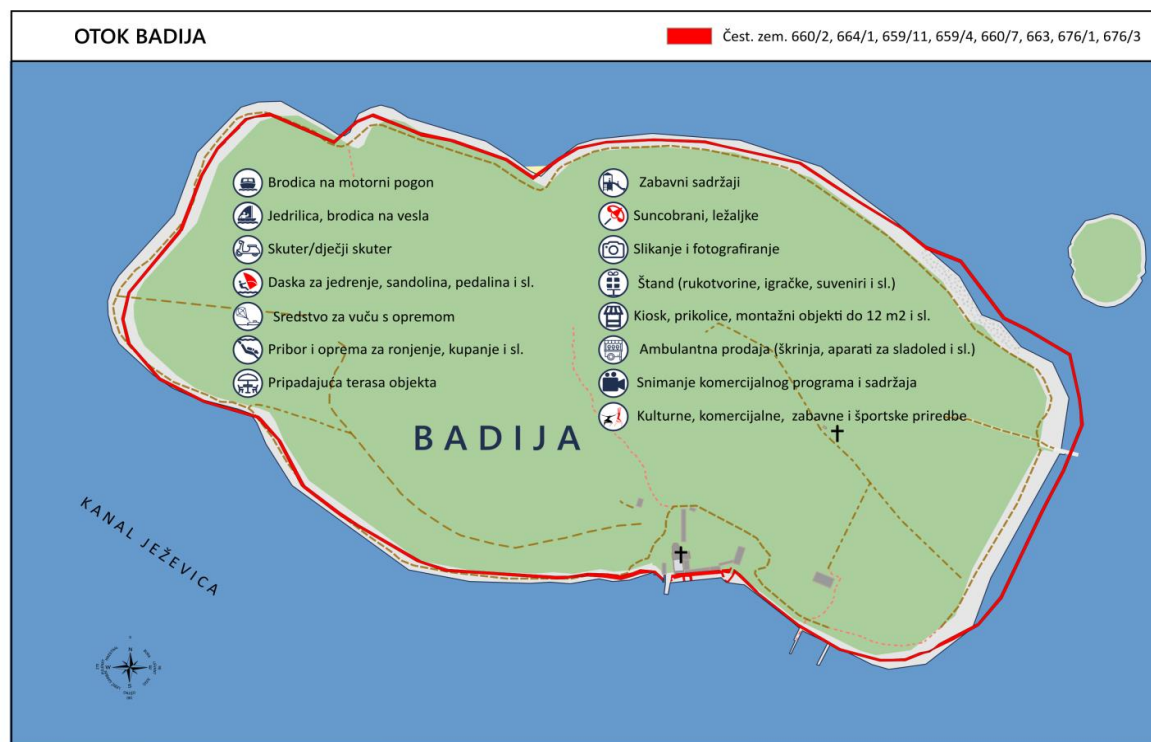 OTOK BADIJA
Čest. zem. 660/2, 664/1, 659/11, 659/4, 660/7, 663, 676/1, 676/3
Brodica na motorni pogon
Jedrilica, brodica na vesla
Skuter/dječji skuter
Daska za jedrenje, sandolina, pedalina i sl.
Sredstvo za vuču s opremom
Pribor i oprema za ronjenje, kupanje i sl.
Pripadajuća terasa objekta
Zabavni sadržaji
Suncobrani, ležaljke
Slikanje i fotografiranje
Štand (rukotvorine, igračke, suveniri i sl.)
Kiosk, prikolice, montažni objekti do 12 m2 i sl.
Ambulantna prodaja (škrinja, aparati za sladoled i sl.)
Snimanje komercijalnog programa i sadržaja
Kulturne, komercijalne, zabavne i športske priredbe
BADIJA
KANAL JEŽEVICA